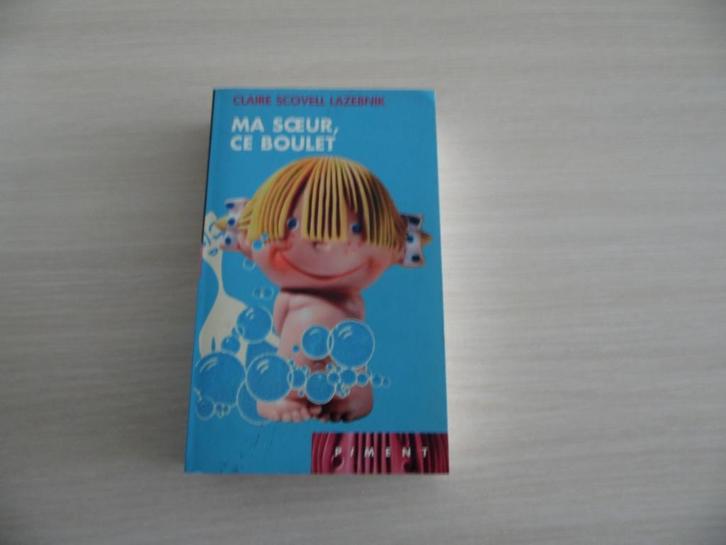 CLAIRE SCOVELL LAZEBNIK
MA SŒUR,
CE BOULET
PIMENT